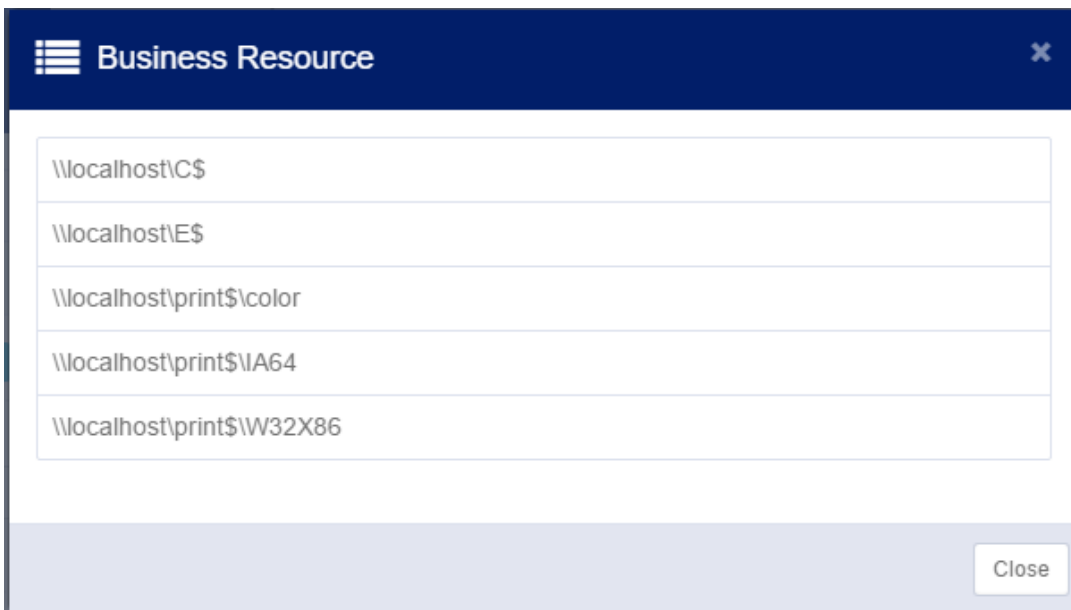 Business Resource
\\localhost\C$
\\localhost\E$
\\localhost\print$\color
\\localhost\print$\IA64
\\localhost\print$\W32X86
Close